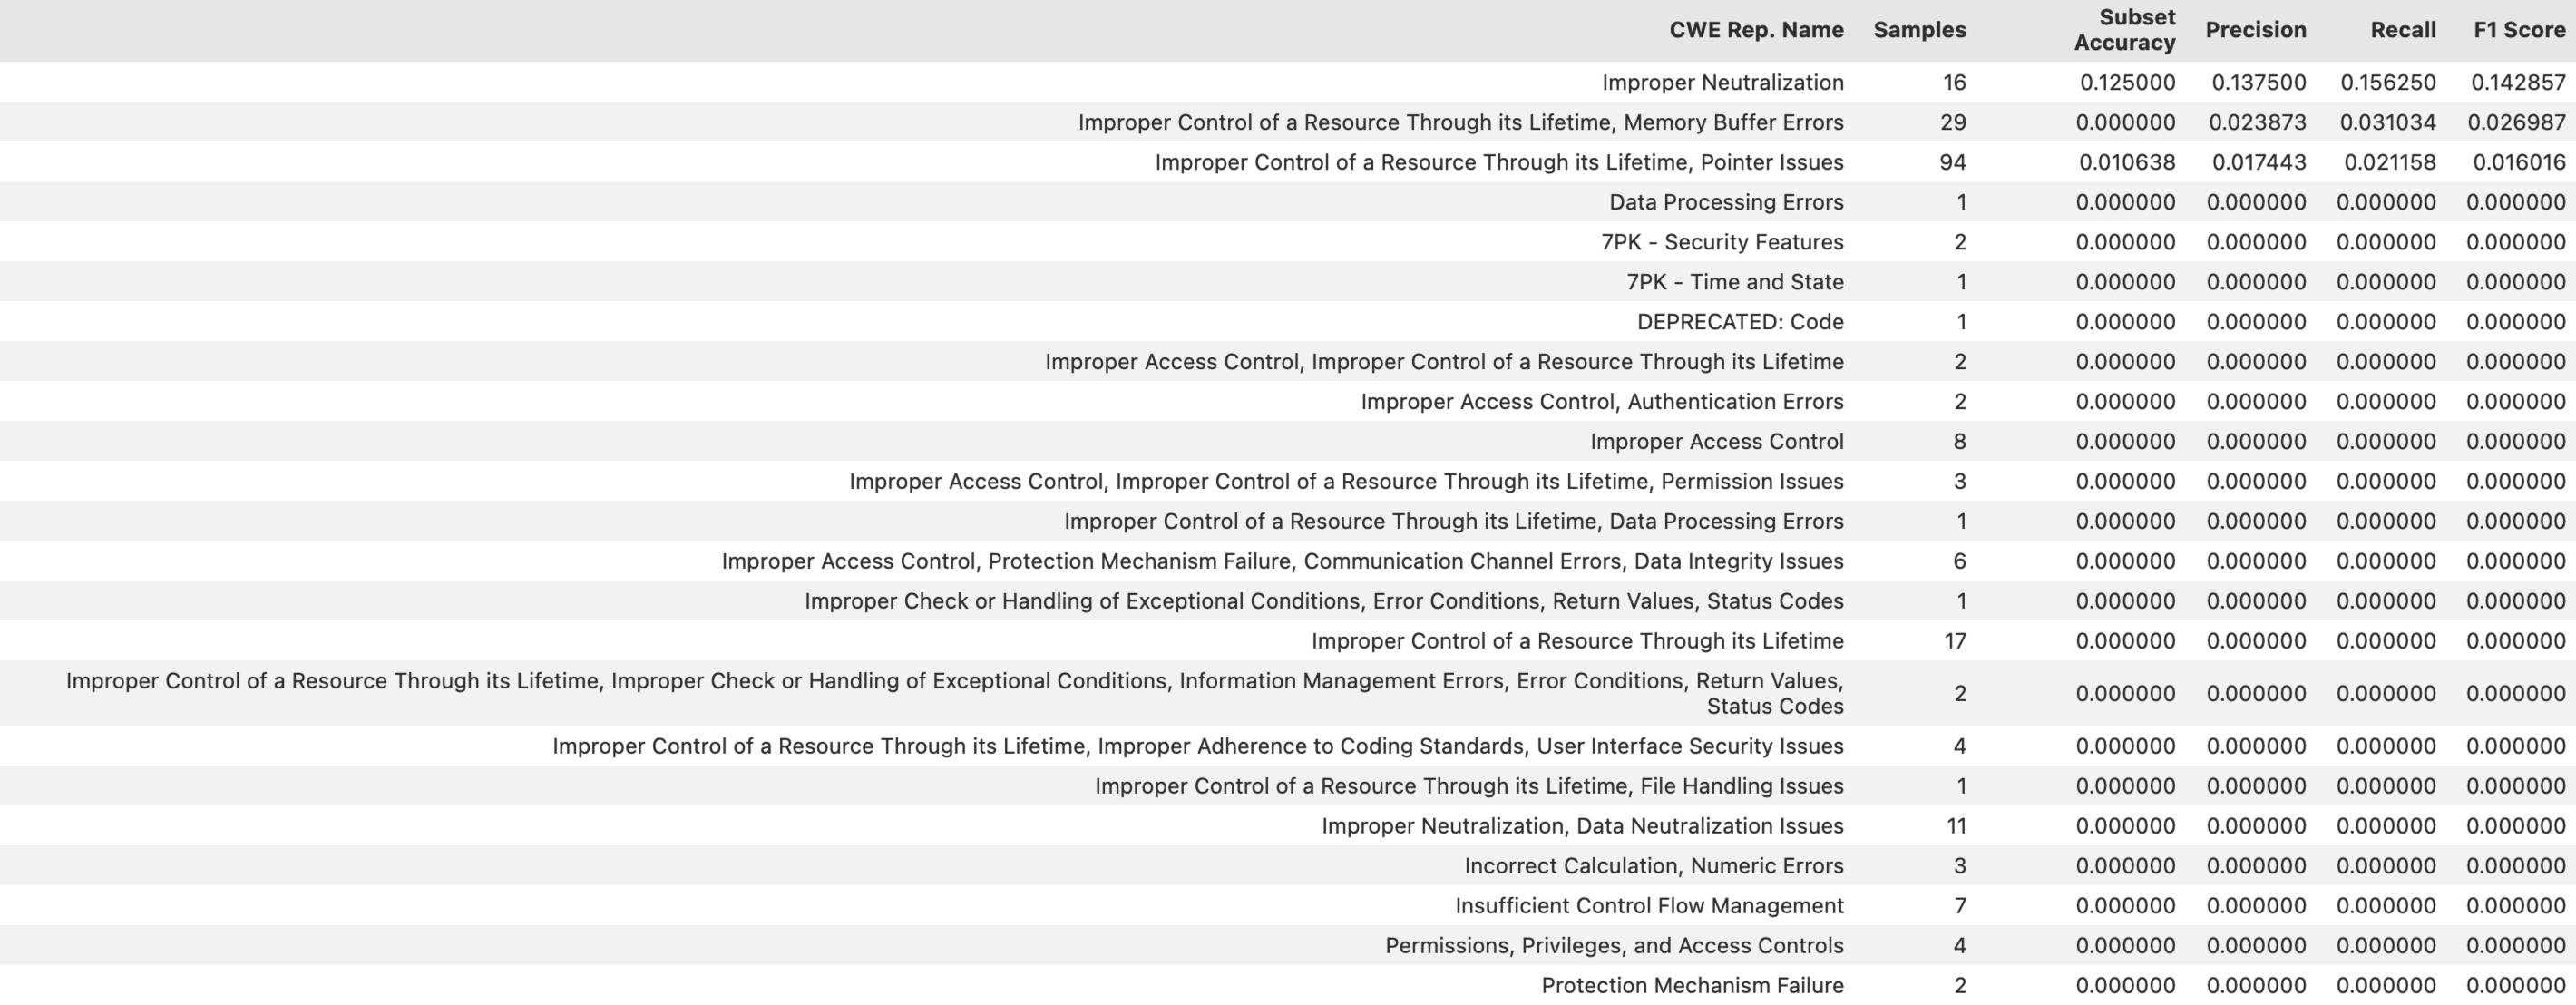 CWE Rep. Name Samples Subset Accuracy Precision Recall F1 Score
Improper Neutralization 16 0.125000 0.137500 0.156250 0.142857
Improper Control of a Resource Through its Lifetime, Memory Buffer Errors 29 0.000000 0.023873 0.031034 0.026987
Improper Control of a Resource Through its Lifetime, Pointer Issues 94 0.010638 0.017443 0.021158 0.016016
Data Processing Errors 1 0.000000 0.000000 0.000000 0.000000
7PK - Security Features 2 0.000000 0.000000 0.000000 0.000000
7PK - Time and State 1 0.000000 0.000000 0.000000 0.000000
DEPRECATED: Code 1 0.000000 0.000000 0.000000 0.000000
Improper Access Control, Improper Control of a Resource Through its Lifetime 2 0.000000 0.000000 0.000000 0.000000
Improper Access Control, Authentication Errors 2 0.000000 0.000000 0.000000 0.000000
Improper Access Control 8 0.000000 0.000000 0.000000 0.000000
Improper Access Control, Improper Control of a Resource Through its Lifetime, Permission Issues 3 0.000000 0.000000 0.000000 0.000000
Improper Control of a Resource Through its Lifetime, Data Processing Errors 1 0.000000 0.000000 0.000000 0.000000
Improper Access Control, Protection Mechanism Failure, Communication Channel Errors, Data Integrity Issues 6 0.000000 0.000000 0.000000 0.000000
Improper Check or Handling of Exceptional Conditions, Error Conditions, Return Values, Status Codes 1 0.000000 0.000000 0.000000 0.000000
Improper Control of a Resource Through its Lifetime 17 0.000000 0.000000 0.000000 0.000000
Improper Control of a Resource Through its Lifetime, Improper Check or Handling of Exceptional Conditions, Information Management Errors, Error Conditions, Return Values,
Status Codes 2 0.000000 0.000000 0.000000 0.000000
Improper Control of a Resource Through its Lifetime, Improper Adherence to Coding Standards, User Interface Security Issues 4 0.000000 0.000000 0.000000 0.000000
Improper Control of a Resource Through its Lifetime, File Handling Issues 1 0.000000 0.000000 0.000000 0.000000
Improper Neutralization, Data Neutralization Issues 11 0.000000 0.000000 0.000000 0.000000
Incorrect Calculation, Numeric Errors 3 0.000000 0.000000 0.000000 0.000000
Insufficient Control Flow Management 7 0.000000 0.000000 0.000000 0.000000
Permissions, Privileges, and Access Controls 4 0.000000 0.000000 0.000000 0.000000
Protection Mechanism Failure 2 0.000000 0.000000 0.000000 0.000000